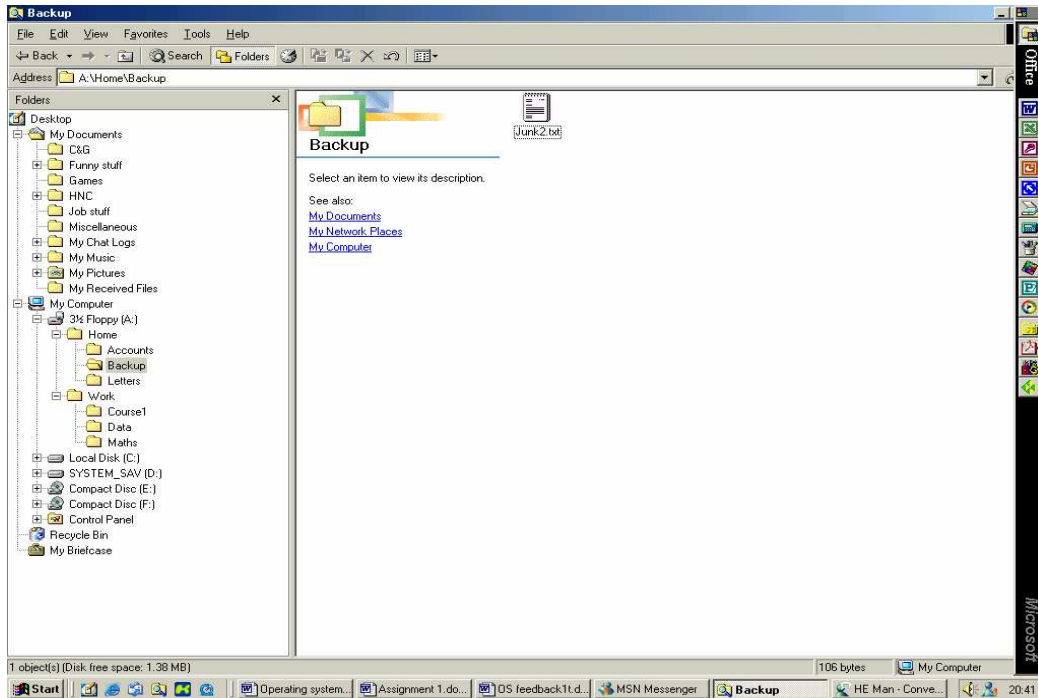 Backup
File Edit View Favorites Tools Help
Back Search Folders
Address A:\Home\Backup
Folders
Desktop
My Documents
C&G
Funny stuff
Games
HNC
Job stuff
Miscellaneous
My Chat Logs
My Music
My Pictures
My Received Files
My Computer
3½ Floppy (A:)
Home
Accounts
Backup
Letters
Work
Course1
Data
Maths
Local Disk (C:)
SYSTEM_SAV (D:)
Compact Disc (E:)
Compact Disc (F:)
Control Panel
Recycle Bin
My Briefcase
Backup
Select an item to view its description.
See also:
My Documents
My Network Places
My Computer
Junk2.txt
Office
Microsoft
1 object(s) (Disk free space: 1.38 MB) 106 bytes My Computer
Start Operating system... Assignment 1.do... OS feedback1t.d... MSN Messenger Backup HE Man - Conve... 20:41